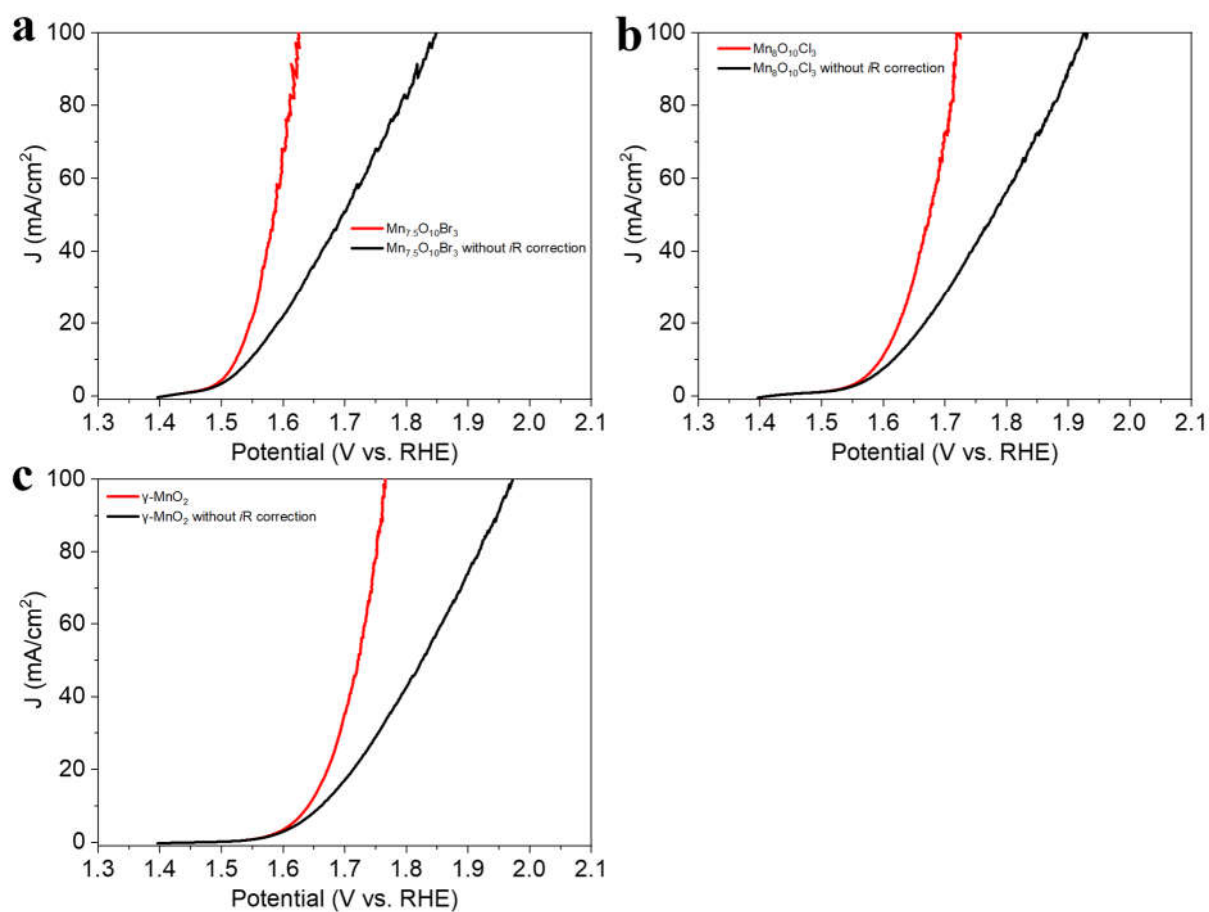 a
100
80
60
40
20
0
J (mA/cm²)
Mn₇.₅O₁₀Br₃
Mn₇.₅O₁₀Br₃ without iR correction
1.3 1.4 1.5 1.6 1.7 1.8 1.9 2.0 2.1
Potential (V vs. RHE)
b
100
80
60
40
20
0
J (mA/cm²)
Mn₈O₁₀Cl₃
Mn₈O₁₀Cl₃ without iR correction
1.3 1.4 1.5 1.6 1.7 1.8 1.9 2.0 2.1
Potential (V vs. RHE)
c
100
80
60
40
20
0
J (mA/cm²)
γ-MnO₂
γ-MnO₂ without iR correction
1.3 1.4 1.5 1.6 1.7 1.8 1.9 2.0 2.1
Potential (V vs. RHE)